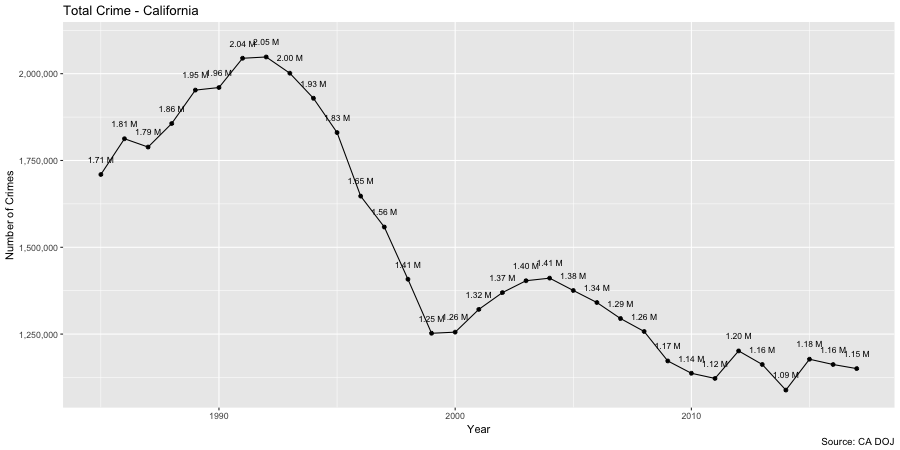 Total Crime - California
2.04 M
2.05 M
2.00 M
2,000,000
1.95 M
1.96 M
1.93 M
1.86 M
1.83 M
1.81 M
1.79 M
1.71 M
1,750,000
1.65 M
1.56 M
Number of Crimes
1,500,000
1.41 M
1.40 M
1.41 M
1.37 M
1.38 M
1.34 M
1.32 M
1.29 M
1.25 M
1.26 M
1.26 M
1,250,000
1.20 M
1.17 M
1.18 M
1.16 M
1.16 M
1.15 M
1.14 M
1.12 M
1.09 M
1990
2000
2010
Year
Source: CA DOJ